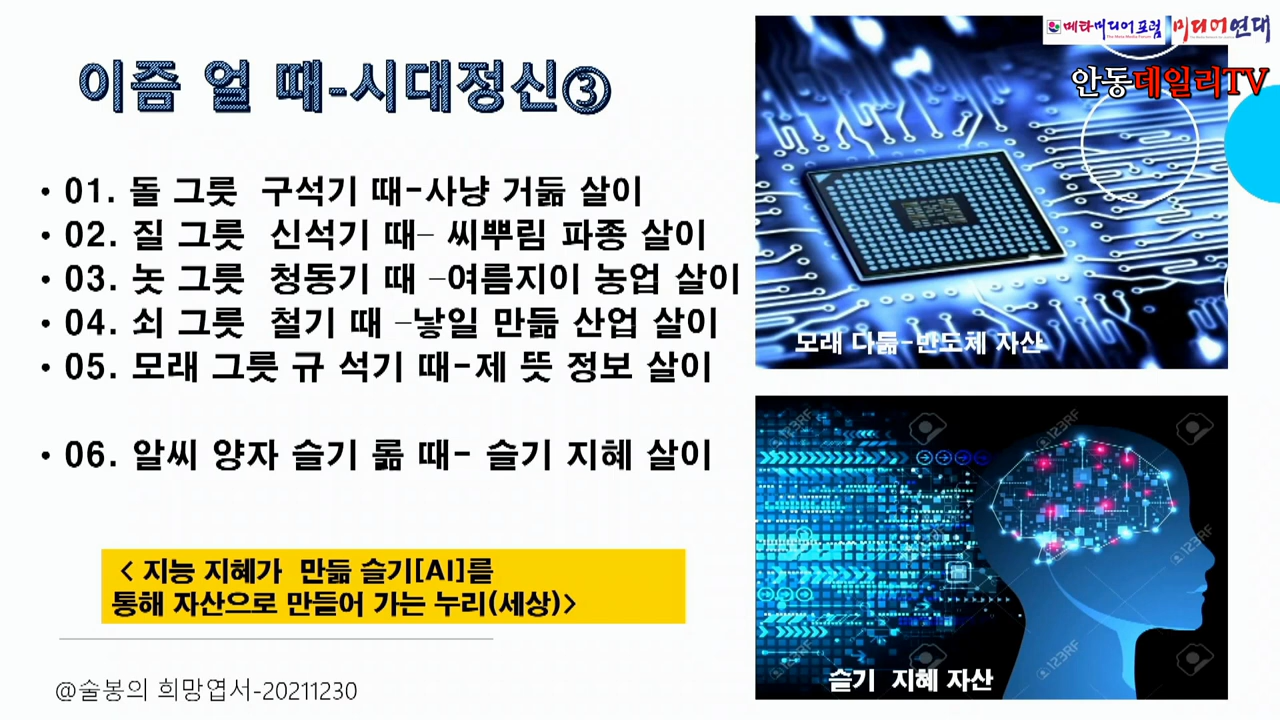 메타미디어포럼
미디어연대
안동데일리TV
이즘 얼 때-시대정신③
• 01. 돌 그릇 구석기 때-사냥 거둚 살이
• 02. 질 그릇 신석기 때– 씨뿌림 파종 살이
• 03. 놋 그릇 청동기 때 –여름지이 농업 살이
• 04. 쇠 그릇 철기 때 –낳일 만듦 산업 살이
• 05. 모래 그릇 규 석기 때-제 뜻 정보 살이
• 06. 알씨 양자 슬기 롦 때- 슬기 지혜 살이
< 지능 지혜가 만듦 슬기[AI]를
통해 자산으로 만들어 가는 누리(세상)>
@술봉의 희망엽서-20211230
모래 다듦-반도체 자산
123RF
123RF
123RF
123RF
123RF
슬기 지혜 자산